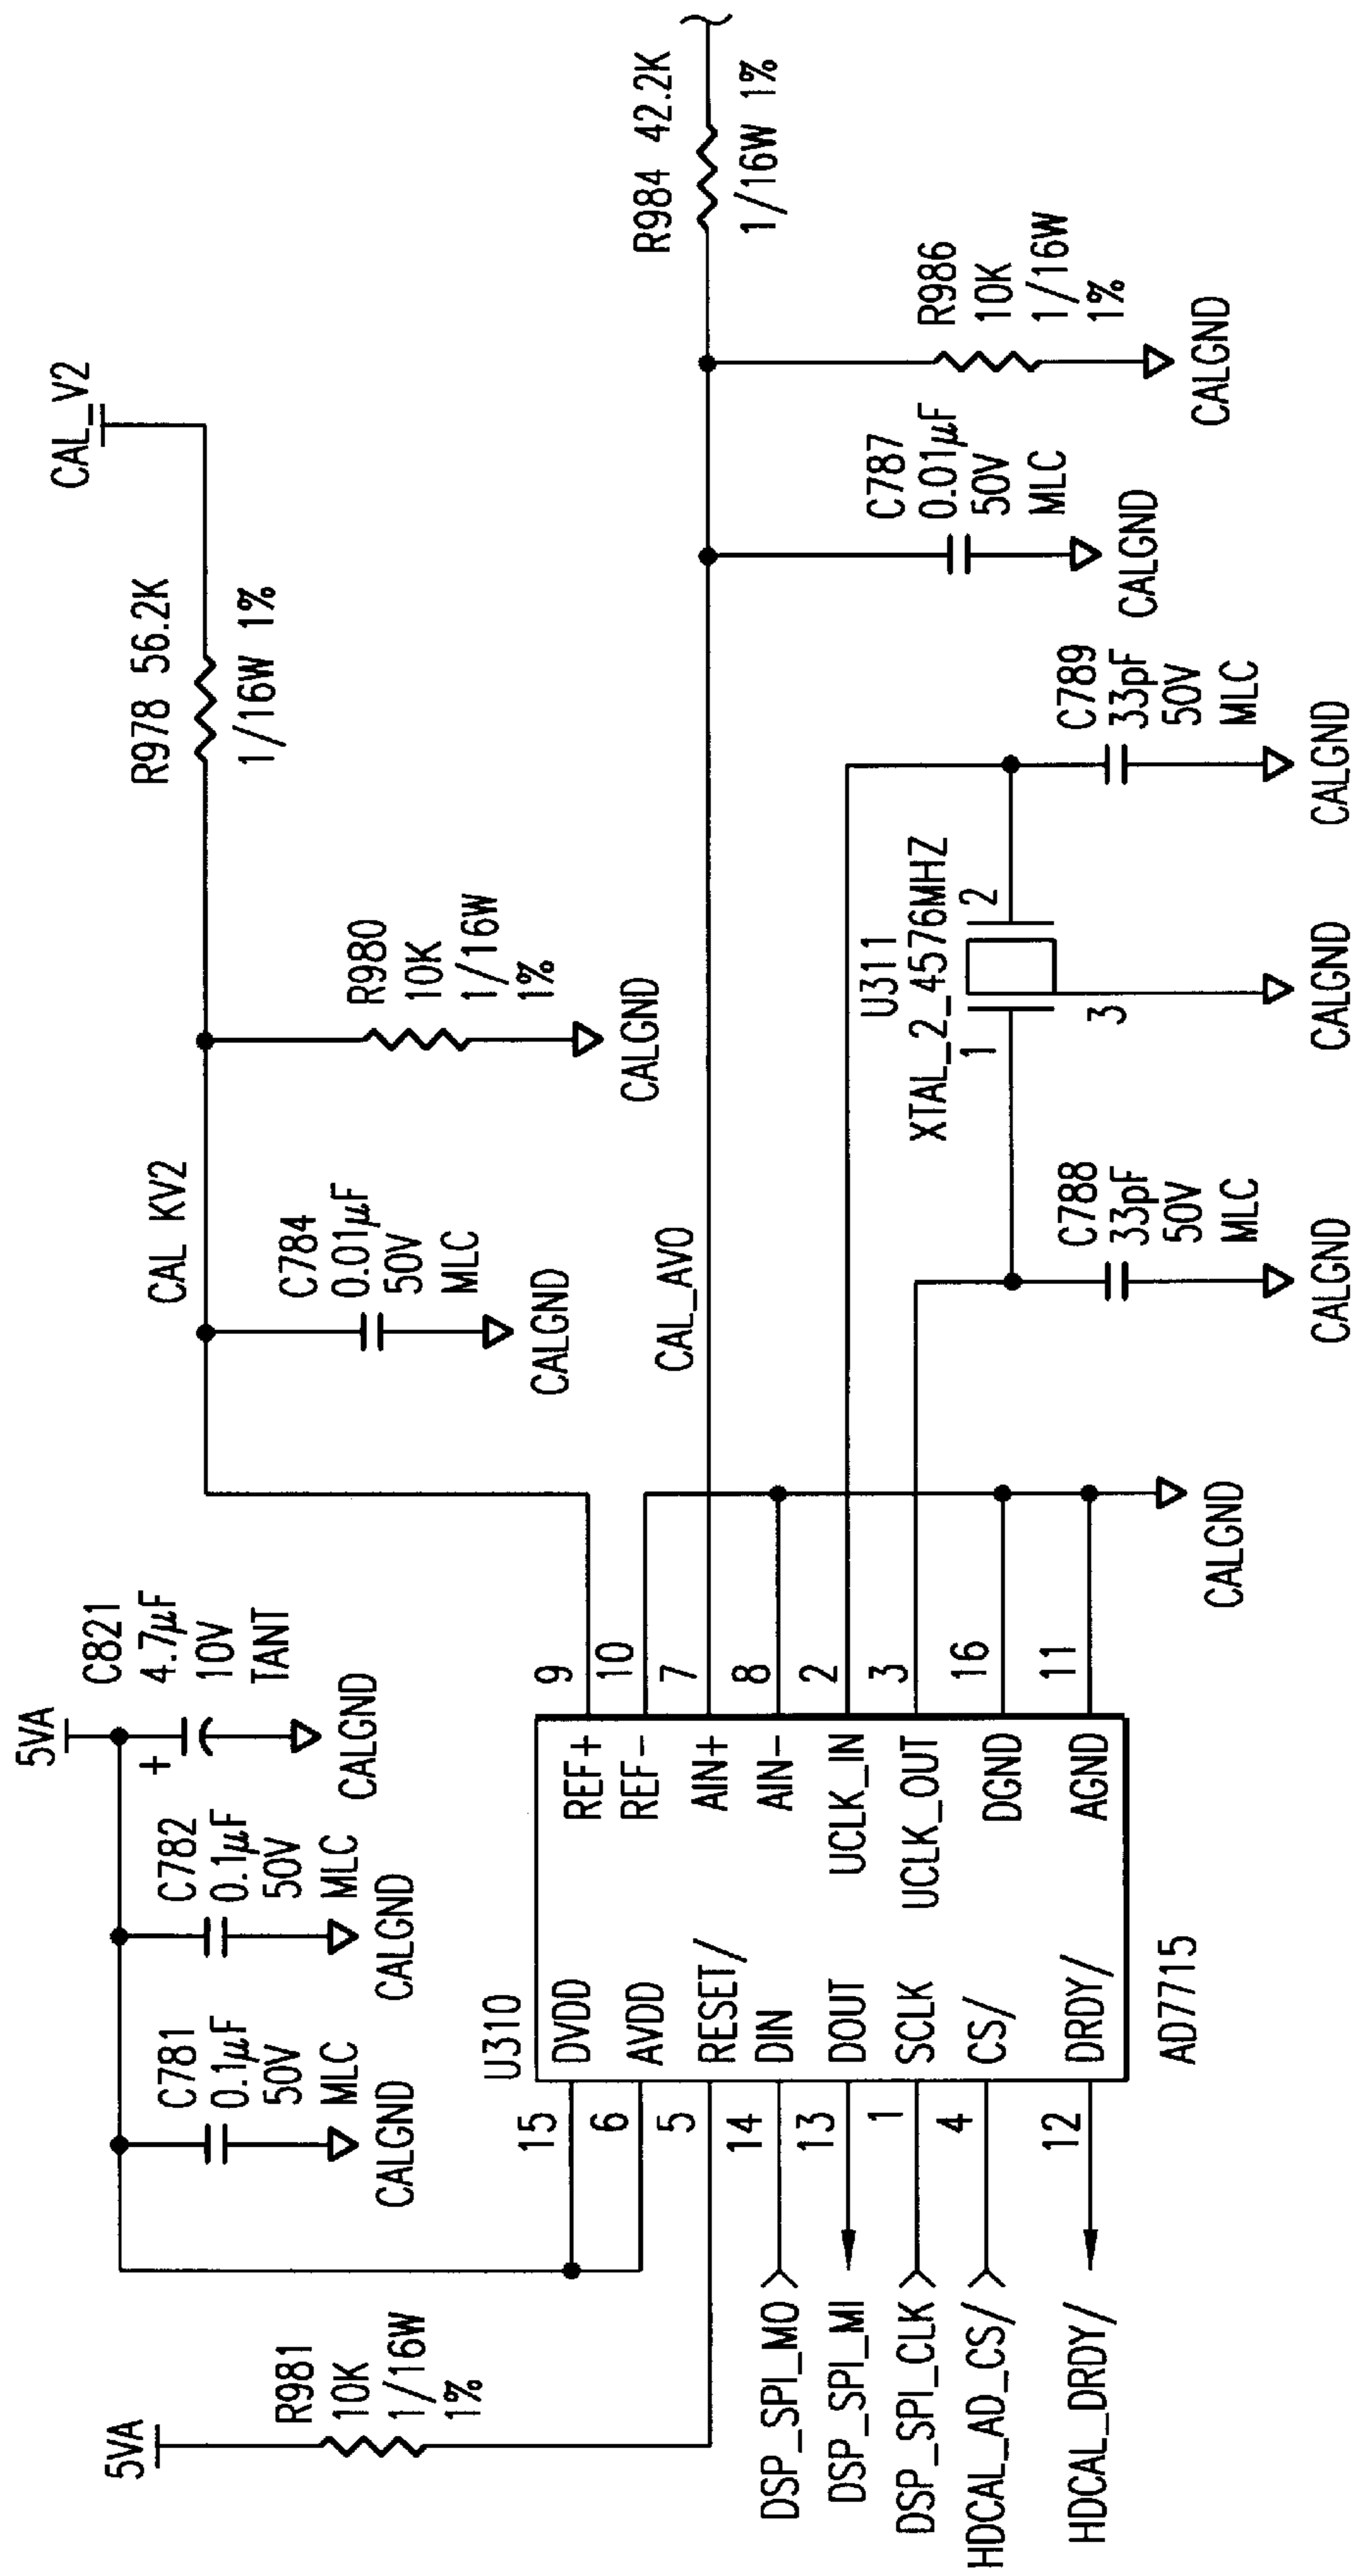 5VA
R981
10K
1/16W
1%
5VA
C781
0.1µF
50V
MLC
CALGND
C782
0.1µF
50V
MLC
CALGND
C821
4.7µF
10V
TANT
+
CALGND
U310
15
DVDD
6
AVDD
5
RESET/
DSP_SPI_MO
14
DIN
DSP_SPI_MI
13
DOUT
DSP_SPI_CLK
1
SCLK
HDCAL_AD_CS/
4
CS/
HDCAL_DRDY/
12
DRDY/
REF+
9
REF-
10
AIN+
7
AIN-
8
UCLK_IN
2
UCLK_OUT
3
DGND
16
AGND
11
AD7715
CALGND
CAL KV2
C784
0.01µF
50V
MLC
CALGND
R980
10K
1/16W
1%
CALGND
R978 56.2K
1/16W 1%
CAL_V2
CAL_AVO
C788
33pF
50V
MLC
CALGND
U311
XTAL_2_4576MHZ
1
2
3
CALGND
C789
33pF
50V
MLC
CALGND
C787
0.01µF
50V
MLC
CALGND
R986
10K
1/16W
1%
CALGND
R984 42.2K
1/16W 1%